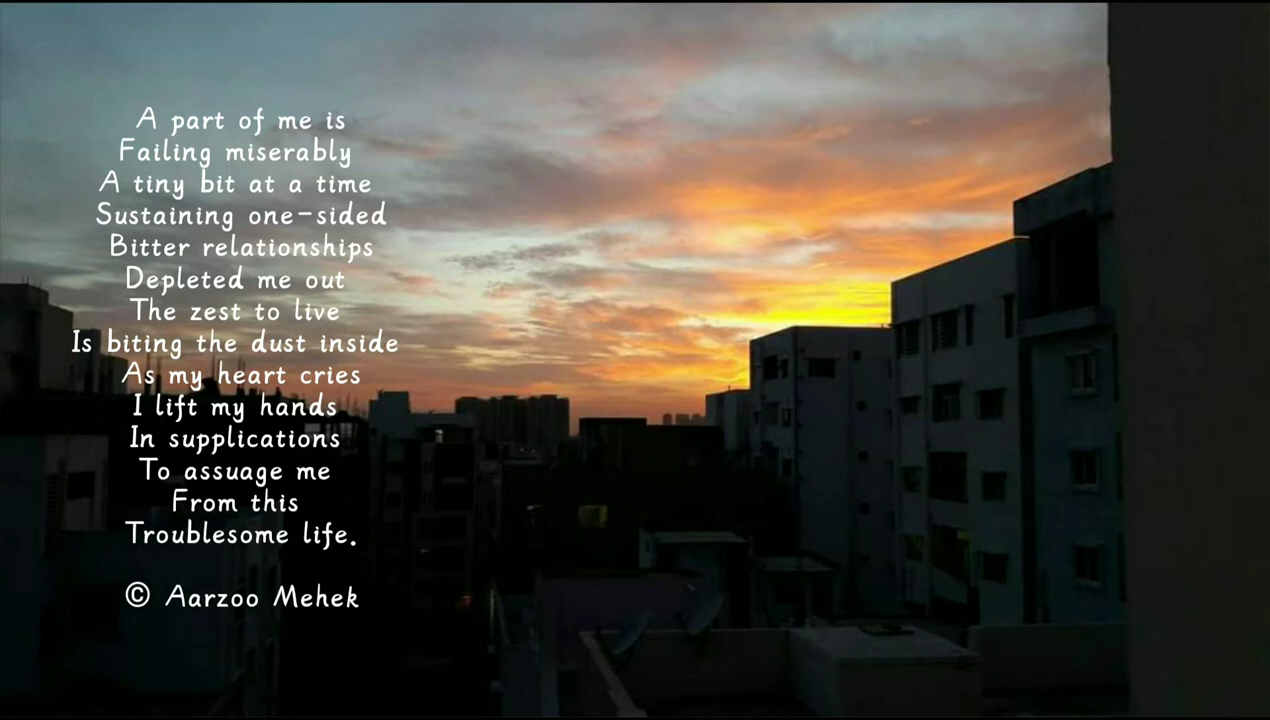 A part of me is
Failing miserably
A tiny bit at a time
Sustaining one-sided
Bitter relationships
Depleted me out
The zest to live
Is biting the dust inside
As my heart cries
I lift my hands
In supplications
To assuage me
From this
Troublesome life.
© Aarzoo Mehek